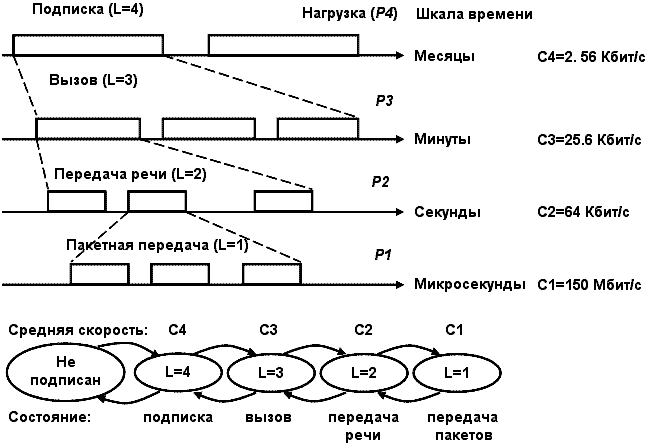 Подписка (L=4) Нагрузка (P4) Шкала времени
Месяцы C4=2. 56 Кбит/с
Вызов (L=3)
P3
Минуты C3=25.6 Кбит/с
Передача речи (L=2)
P2
Секунды C2=64 Кбит/с
Пакетная передача (L=1)
P1
Микросекунды C1=150 Мбит/с
Средняя скорость: C4 C3 C2 C1
Не
подписан
L=4 L=3 L=2 L=1
Состояние: подписка вызов передача передача
речи пакетов